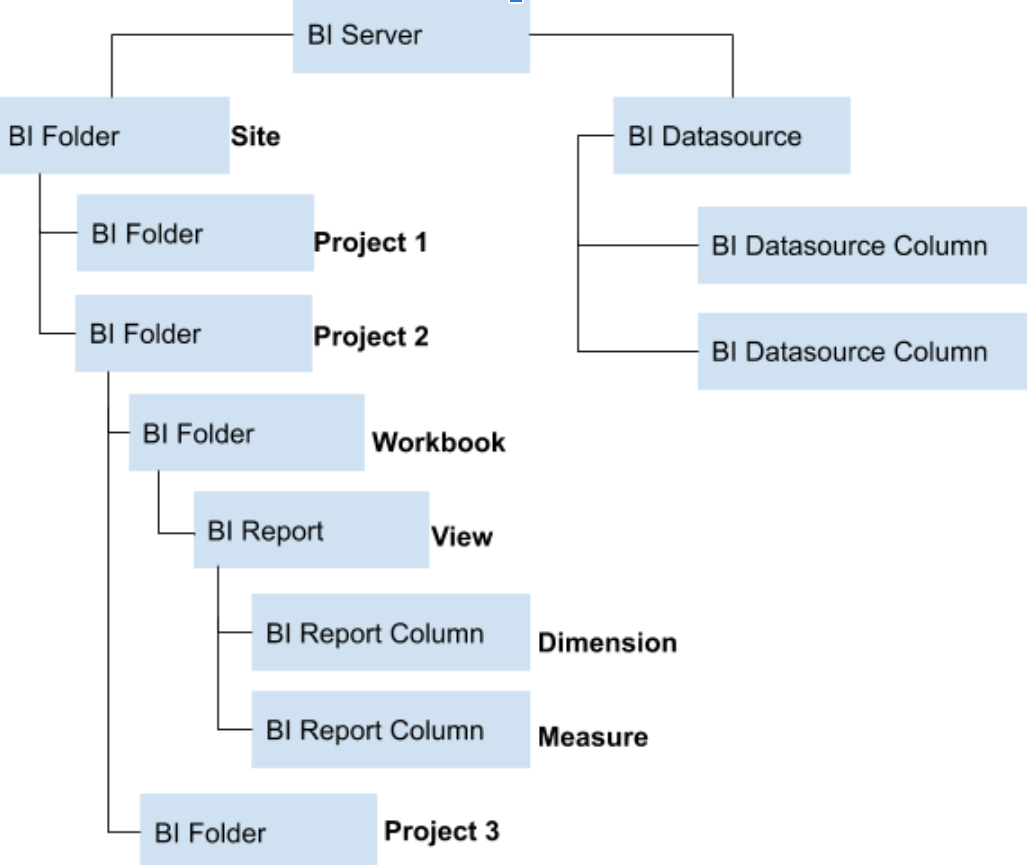 BI Server
BI Folder Site
BI Datasource
BI Folder Project 1
BI Datasource Column
BI Folder Project 2
BI Datasource Column
BI Folder Workbook
BI Report View
BI Report Column Dimension
BI Report Column Measure
BI Folder Project 3